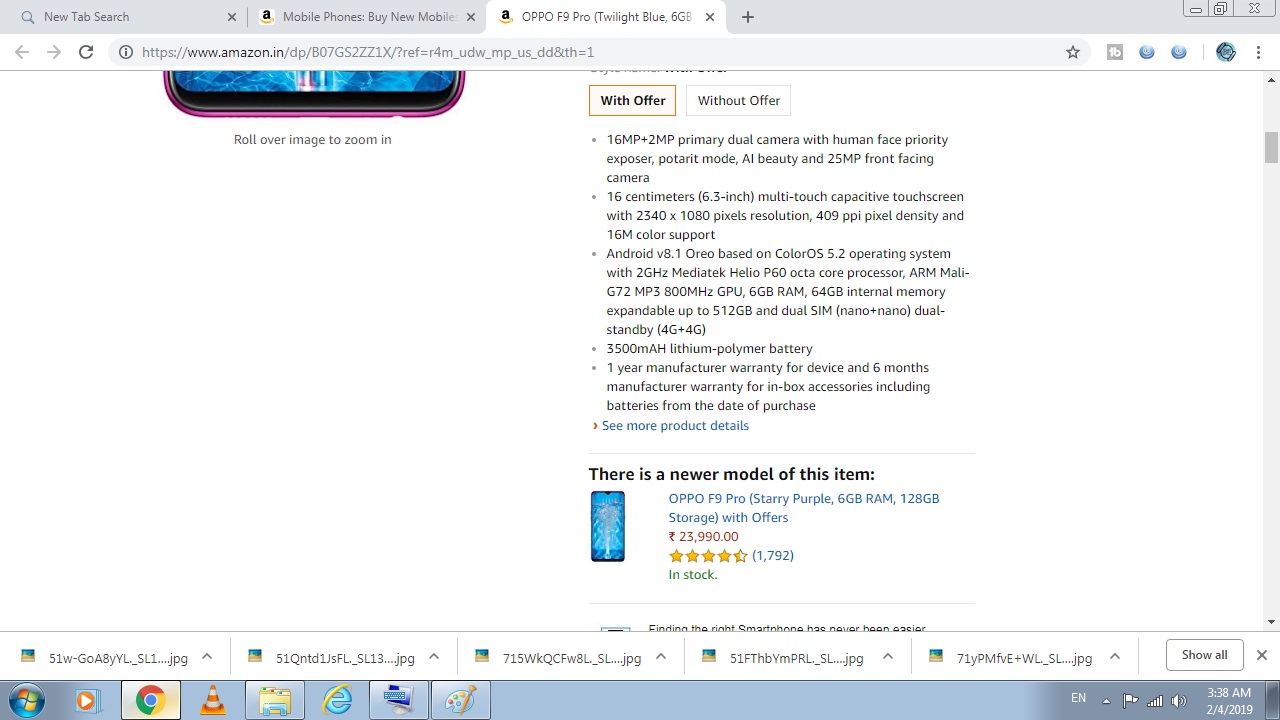 New Tab Search
Mobile Phones: Buy New Mobile
OPPO F9 Pro (Twilight Blue, 6GB
https://www.amazon.in/dp/B07GS2ZZ1X/?ref=r4m_udw_mp_us_dd&th=1
Style name: With Offer
With Offer
Without Offer
Roll over image to zoom in
16MP+2MP primary dual camera with human face priority
exposer, potarit mode, AI beauty and 25MP front facing
camera
16 centimeters (6.3-inch) multi-touch capacitive touchscreen
with 2340 x 1080 pixels resolution, 409 ppi pixel density and
16M color support
Android v8.1 Oreo based on ColorOS 5.2 operating system
with 2GHz Mediatek Helio P60 octa core processor, ARM Mali-
G72 MP3 800MHz GPU, 6GB RAM, 64GB internal memory
expandable up to 512GB and dual SIM (nano+nano) dual-
standby (4G+4G)
3500mAH lithium-polymer battery
1 year manufacturer warranty for device and 6 months
manufacturer warranty for in-box accessories including
batteries from the date of purchase
› See more product details
There is a newer model of this item:
OPPO F9 Pro (Starry Purple, 6GB RAM, 128GB
Storage) with Offers
₹ 23,990.00
(1,792)
In stock.
Finding the right Smartphone has never been easier
51w-GoA8yYL._SL1....jpg
51Qntd1JsFL._SL13....jpg
715WkQCFw8L._SL....jpg
51FThbYmPRL._SL....jpg
71yPMfvE+WL._SL....jpg
Show all
EN
3:38 AM
2/4/2019